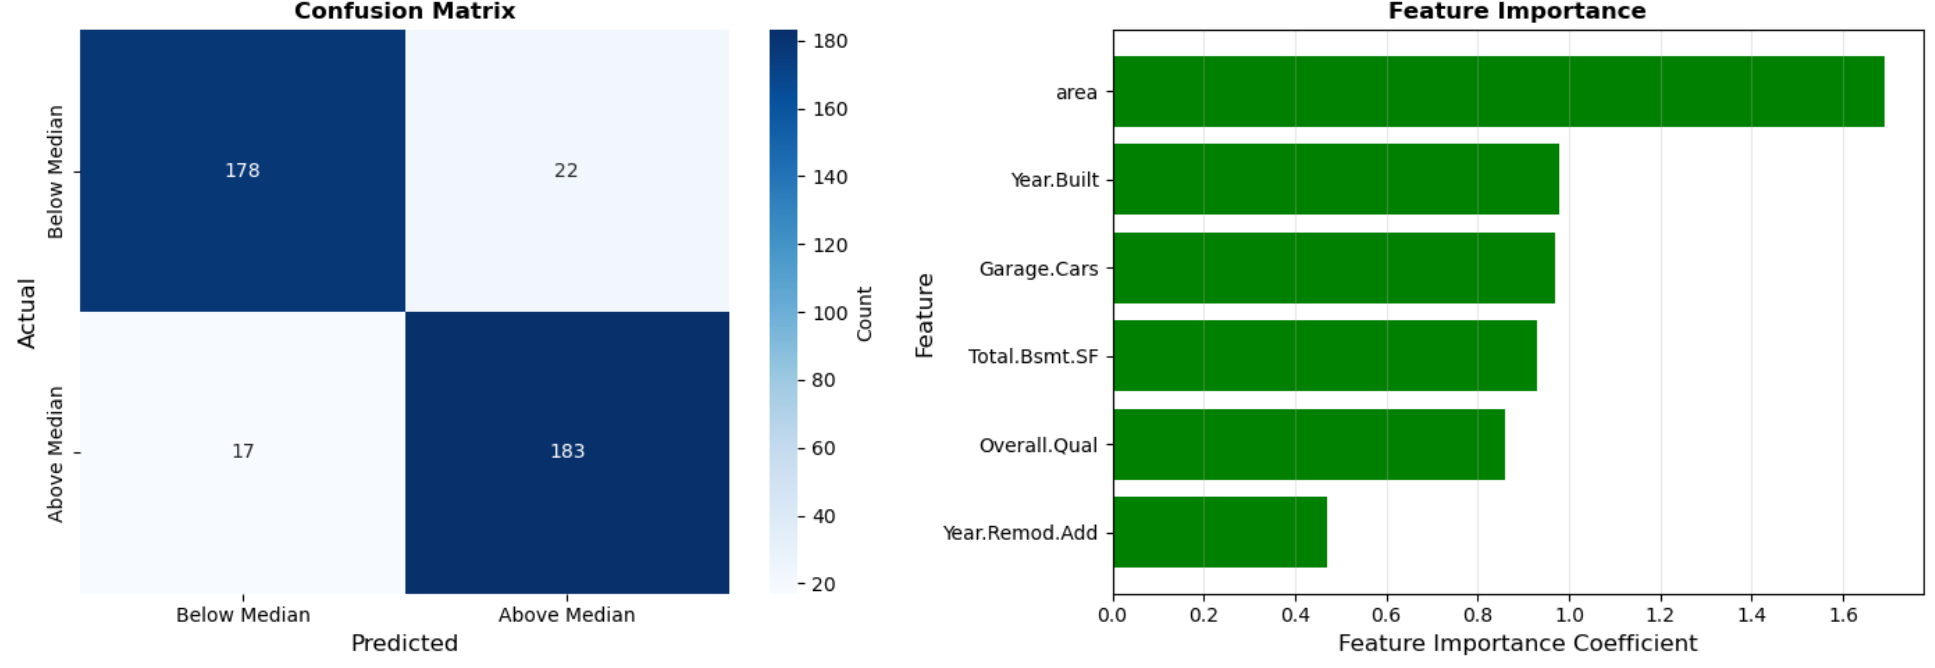 Confusion Matrix
Actual
Below Median
Above Median
178
22
17
183
Below Median
Above Median
Predicted
180
160
140
120
100
80
60
40
20
Count
Feature Importance
Feature
area
Year.Built
Garage.Cars
Total.Bsmt.SF
Overall.Qual
Year.Remod.Add
0.0
0.2
0.4
0.6
0.8
1.0
1.2
1.4
1.6
Feature Importance Coefficient